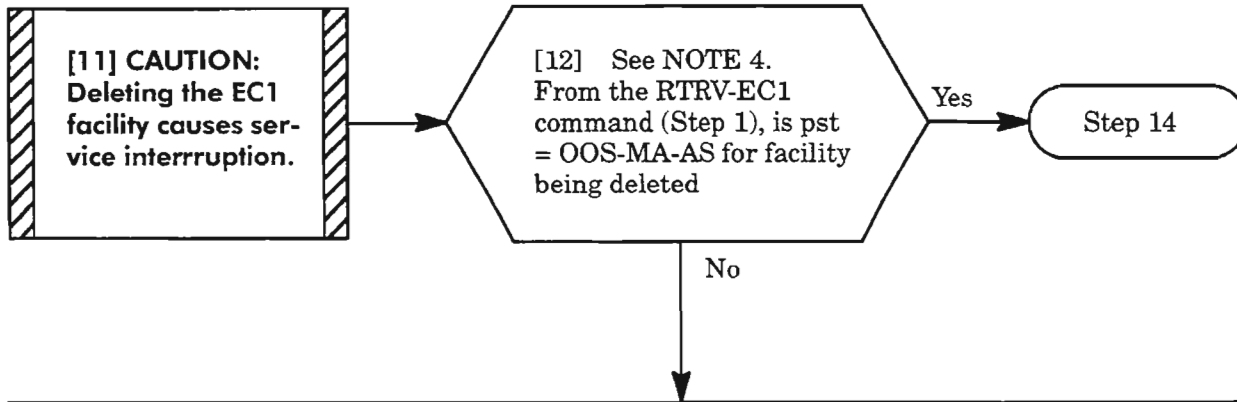 [11] CAUTION:
Deleting the EC1
facility causes ser-
vice interrruption.
[12] See NOTE 4.
From the RTRV-EC1
command (Step 1), is pst
= OOS-MA-AS for facility
being deleted
Yes
Step 14
No